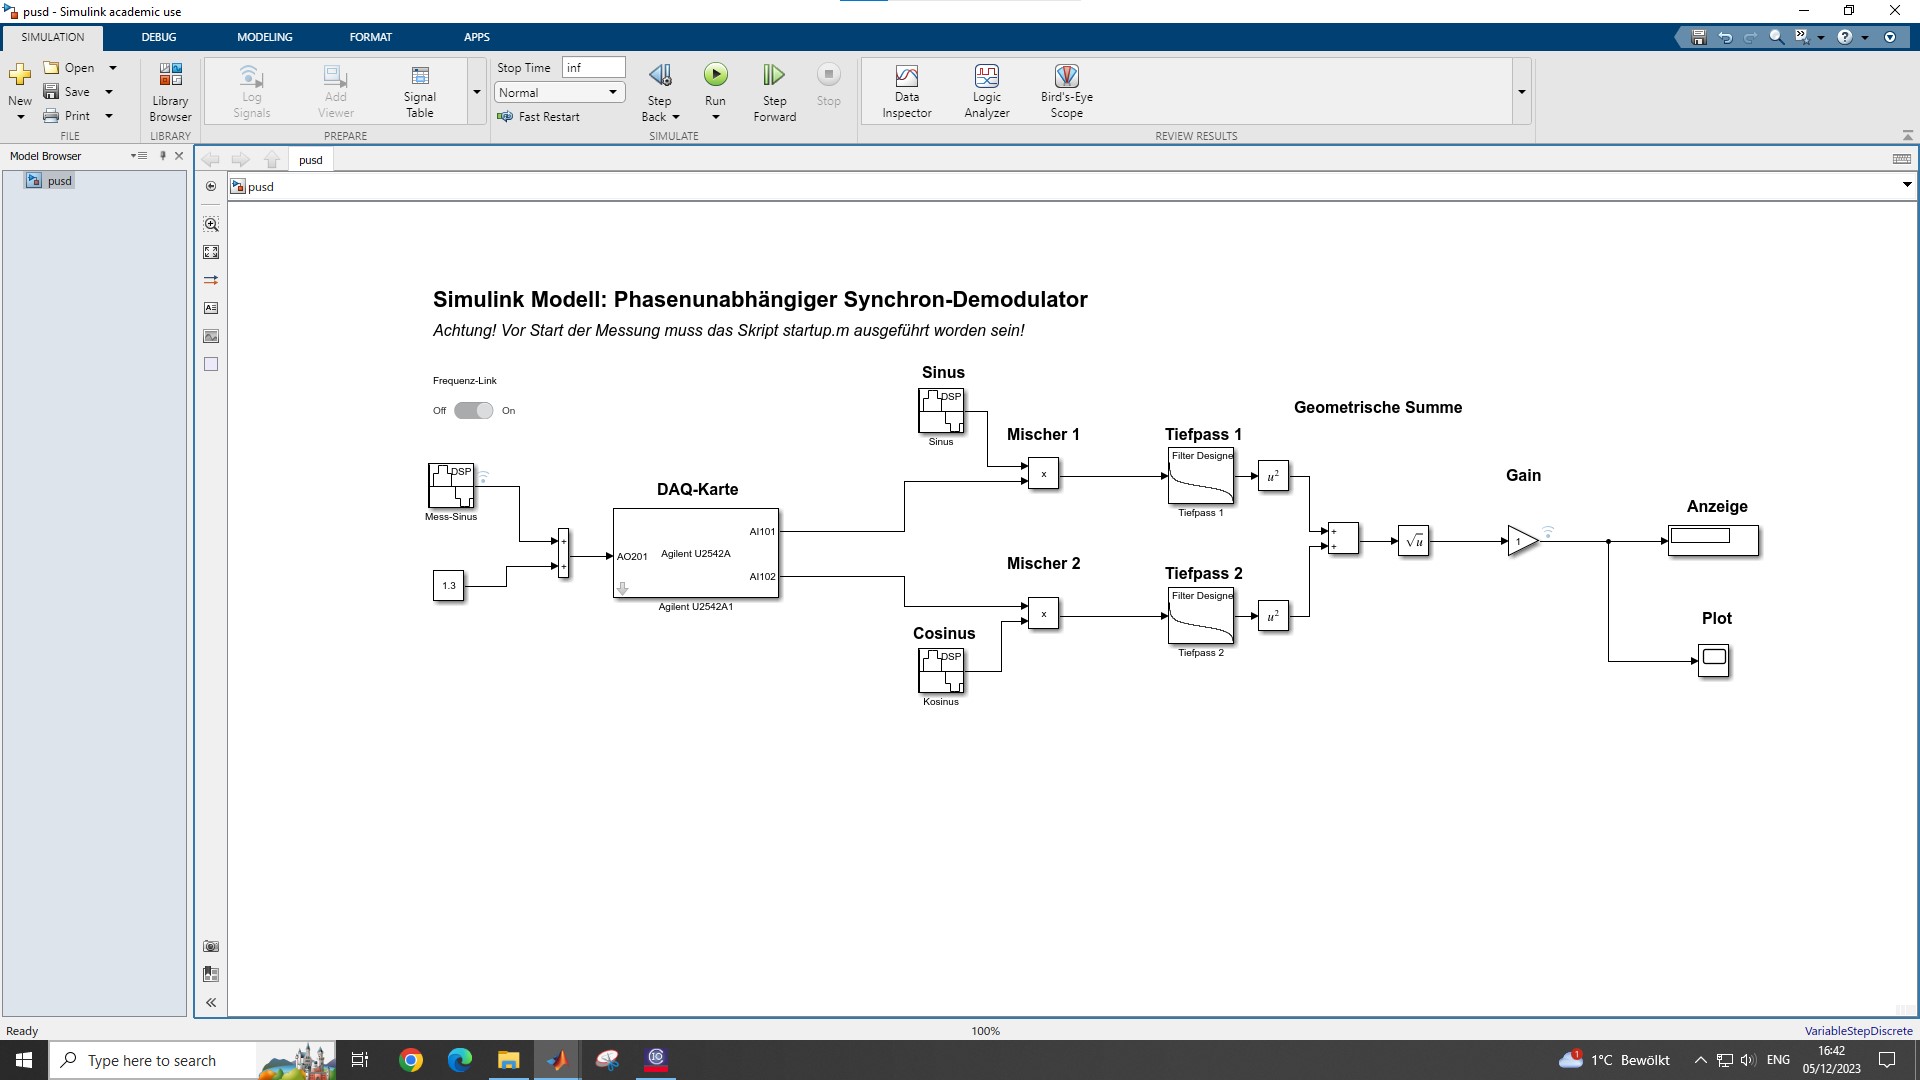 pusd - Simulink academic use
SIMULATION DEBUG MODELING FORMAT APPS
New
Open
Save
Print
FILE
Library Browser
LIBRARY
Log Signals
Add Viewer
Signal Table
PREPARE
Stop Time inf
Normal
Fast Restart
Step Back
Run
Step Forward
Stop
SIMULATE
Data Inspector
Logic Analyzer
Bird's-Eye Scope
REVIEW RESULTS
Model Browser
pusd
pusd
pusd
Simulink Modell: Phasenunabhängiger Synchron-Demodulator
Achtung! Vor Start der Messung muss das Skript startup.m ausgeführt worden sein!
Frequenz-Link
Off On
DSP
Mess-Sinus
1.3
+
+
DAQ-Karte
AO201 Agilent U2542A
AI101
AI102
Agilent U2542A1
Sinus
DSP
Sinus
Mischer 1
x
Mischer 2
x
Cosinus
DSP
Kosinus
Tiefpass 1
Filter Designe
Tiefpass 1
u²
Tiefpass 2
Filter Designe
Tiefpass 2
u²
Geometrische Summe
+
+
√u
Gain
1
Anzeige
Plot
Ready 100% VariableStepDiscrete
Type here to search
1
1°C Bewölkt
ENG
16:42
05/12/2023